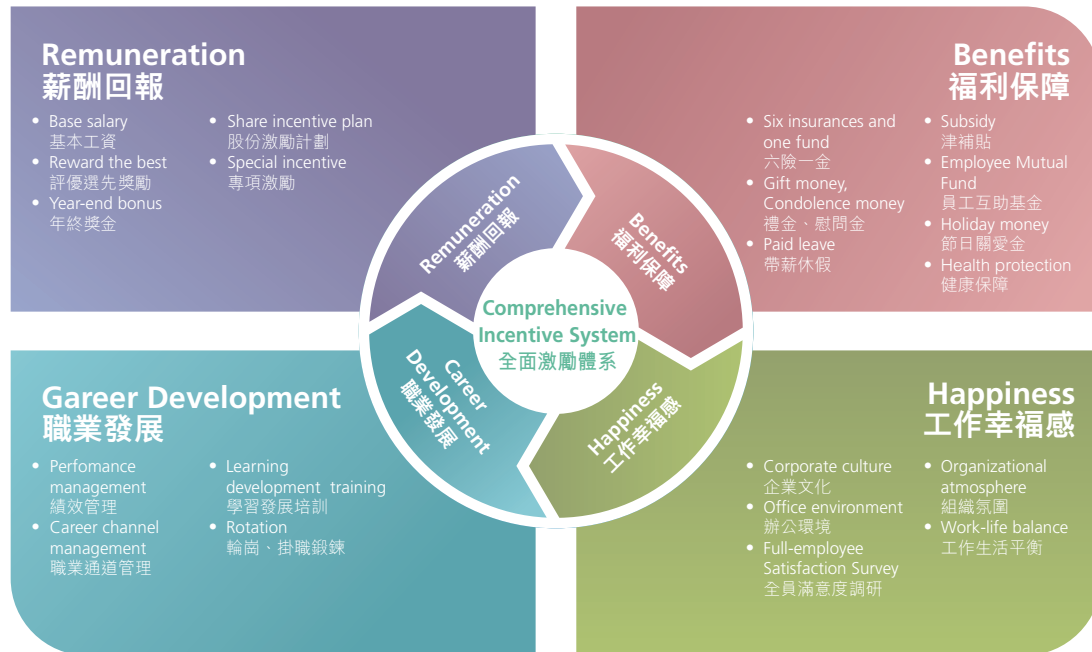 Remuneration
薪酬回報
• Base salary
基本工資
• Reward the best
評優選先獎勵
• Year-end bonus
年終獎金
• Share incentive plan
股份激勵計劃
• Special incentive
專項激勵
Benefits
福利保障
• Six insurances and
one fund
六險一金
• Gift money,
Condolence money
禮金、慰問金
• Paid leave
帶薪休假
• Subsidy
津補貼
• Employee Mutual
Fund
員工互助基金
• Holiday money
節日關愛金
• Health protection
健康保障
Remuneration
薪酬回報
Benefits
福利保障
Comprehensive
Incentive System
全面激勵體系
Career
Development
職業發展
Happiness
工作幸福感
Gareer Development
職業發展
• Perfomance
management
績效管理
• Career channel
management
職業通道管理
• Learning
development training
學習發展培訓
• Rotation
輪崗、掛職鍛鍊
Happiness
工作幸福感
• Corporate culture
企業文化
• Office environment
辦公環境
• Full-employee
Satisfaction Survey
全員滿意度調研
• Organizational
atmosphere
組織氛圍
• Work-life balance
工作生活平衡